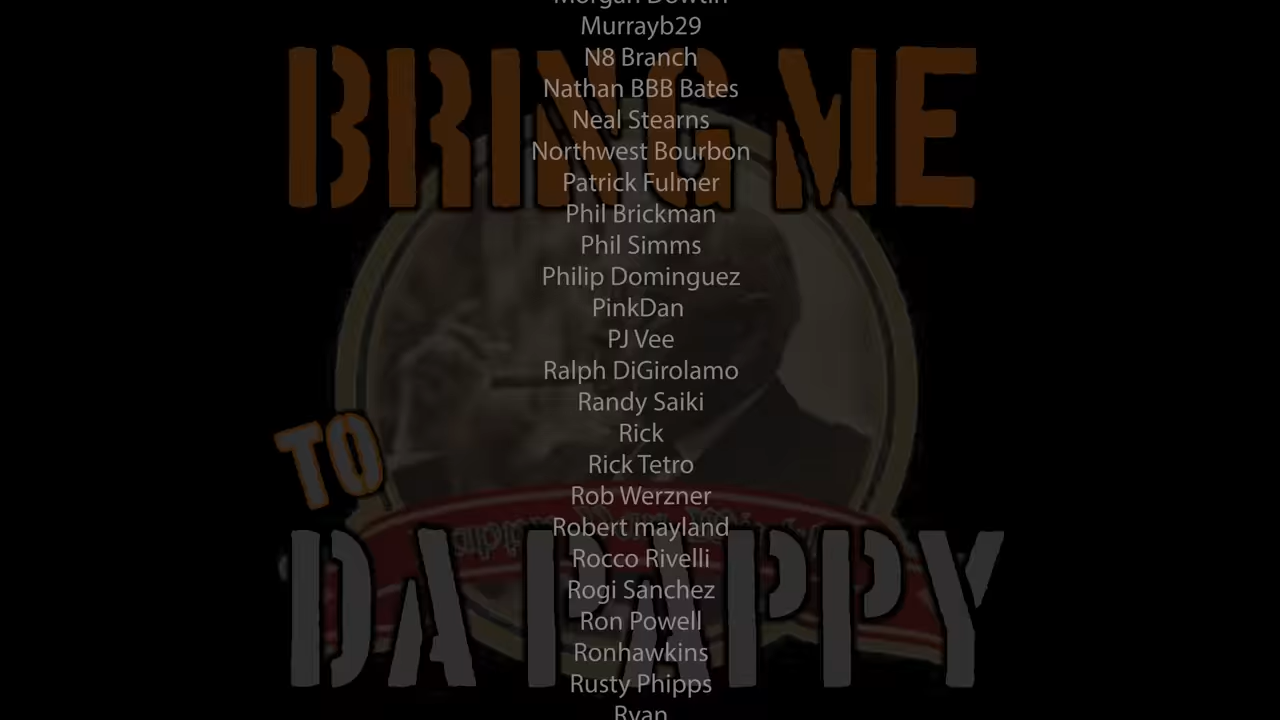 Morgan Dowtin
Murrayb29
N8 Branch
Nathan BBB Bates
Neal Stearns
Northwest Bourbon
Patrick Fulmer
Phil Brickman
Phil Simms
Philip Dominguez
PinkDan
PJ Vee
Ralph DiGirolamo
Randy Saiki
Rick
Rick Tetro
Rob Werzner
Robert mayland
Rocco Rivelli
Rogi Sanchez
Ron Powell
Ronhawkins
Rusty Phipps
Ryan
BRING ME
TO
DA PAPPY